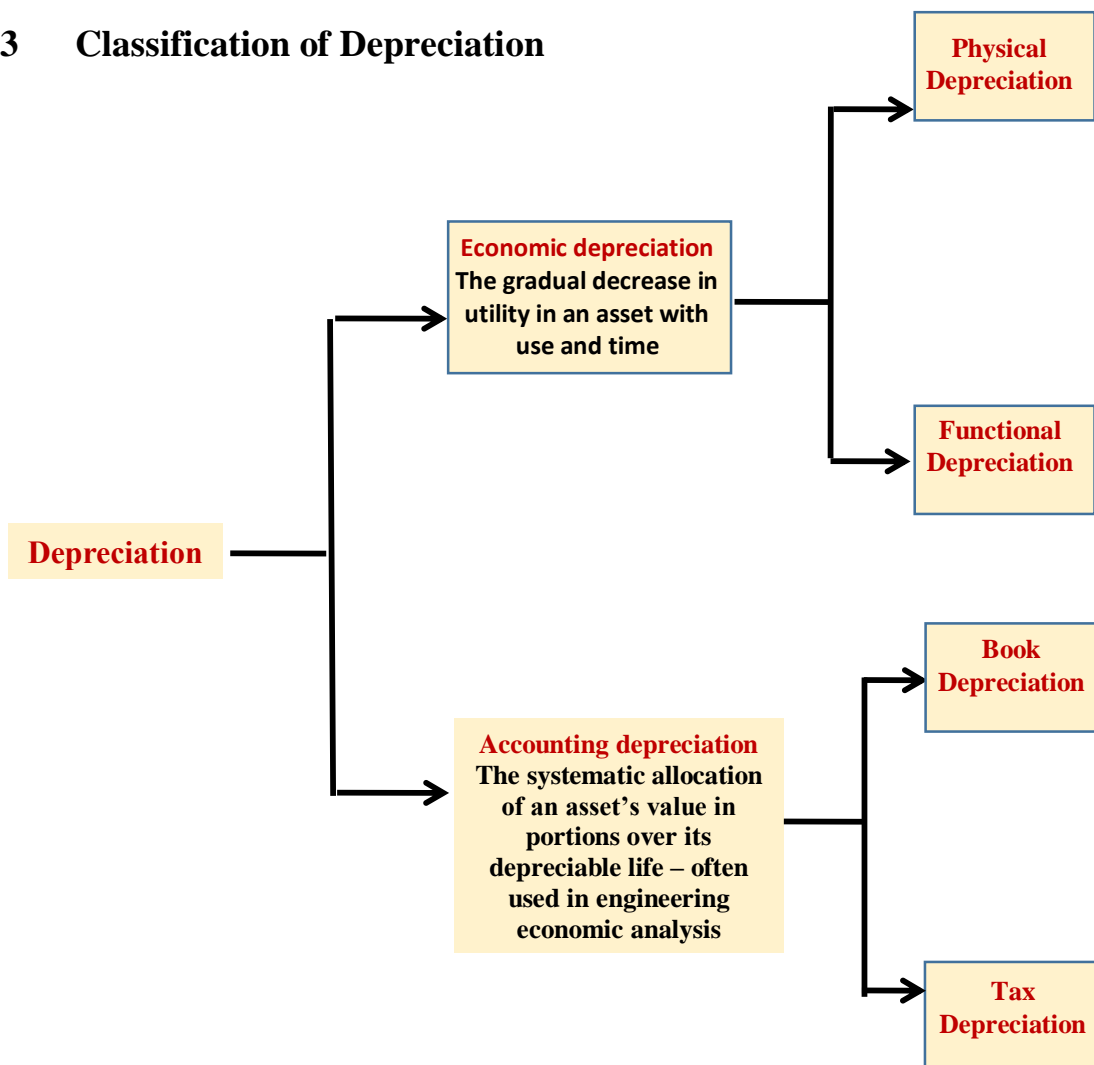 3 Classification of Depreciation
Physical
Depreciation
Economic depreciation
The gradual decrease in
utility in an asset with
use and time
Functional
Depreciation
Depreciation
Book
Depreciation
Accounting depreciation
The systematic allocation
of an asset’s value in
portions over its
depreciable life – often
used in engineering
economic analysis
Tax
Depreciation